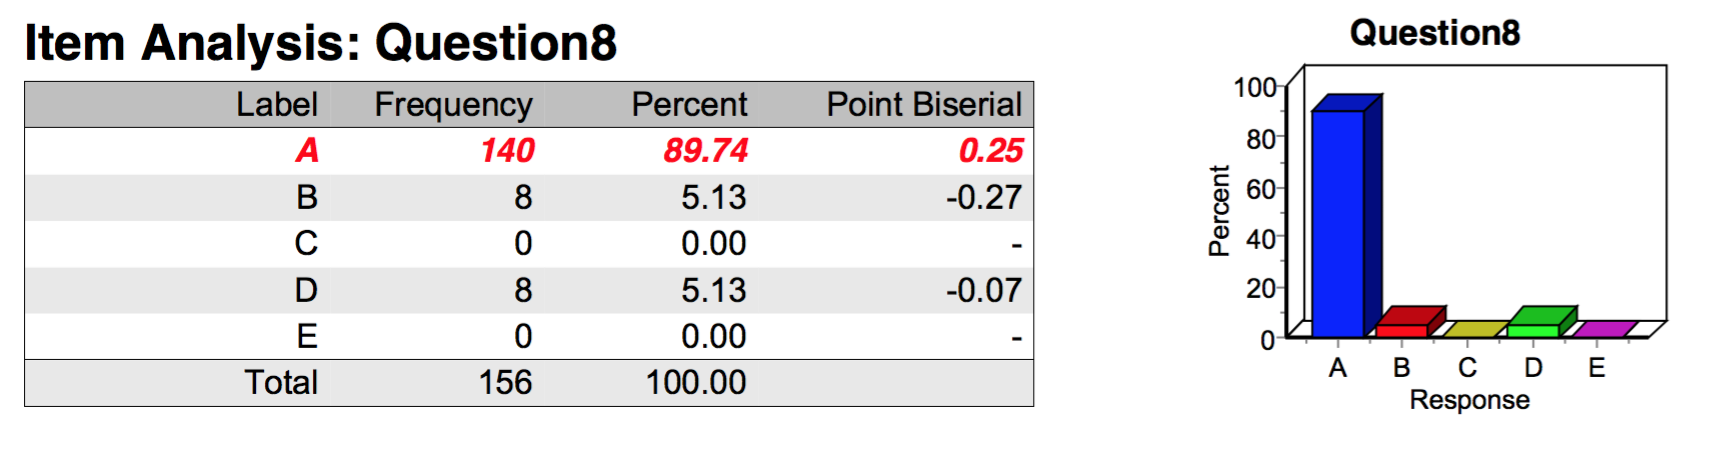 Item Analysis: Question8
Label Frequency Percent Point Biserial
A 140 89.74 0.25
B 8 5.13 -0.27
C 0 0.00 -
D 8 5.13 -0.07
E 0 0.00 -
Total 156 100.00
Question8
Percent
100
80
60
40
20
0
A B C D E
Response